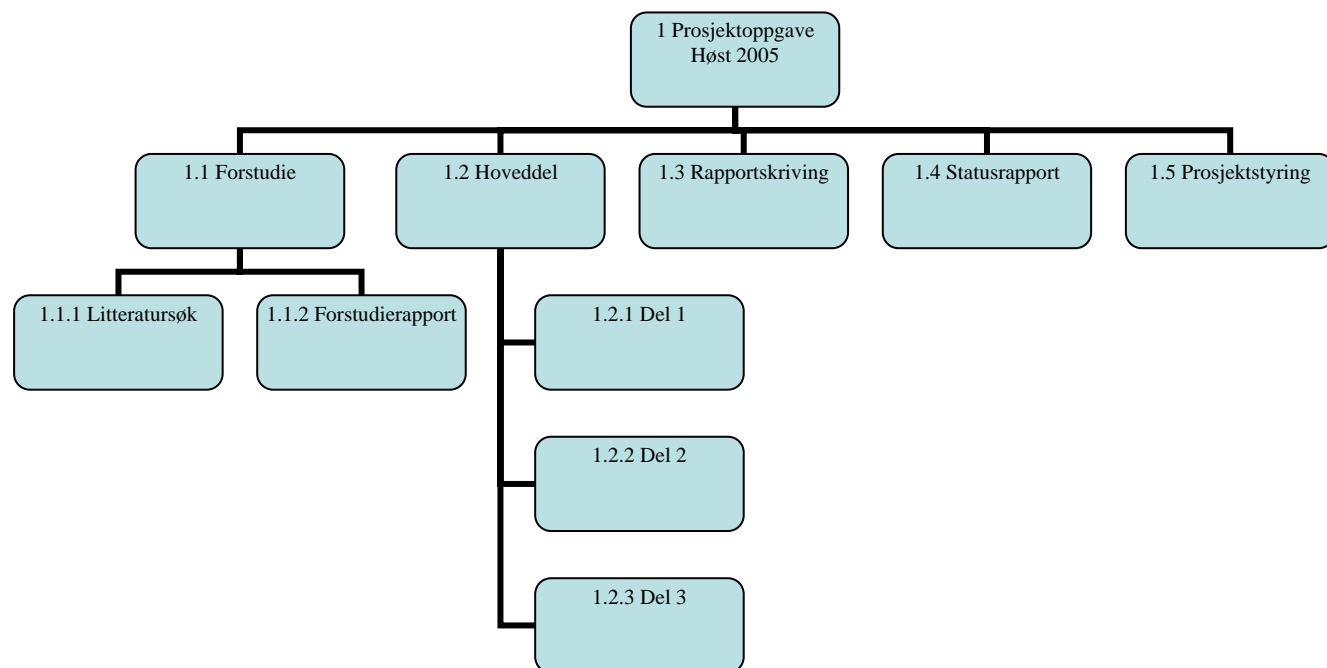 1 Prosjektoppgave
Høst 2005
1.1 Forstudie
1.2 Hoveddel
1.3 Rapportskriving
1.4 Statusrapport
1.5 Prosjektstyring
1.1.1 Litteratursøk
1.1.2 Forstudierapport
1.2.1 Del 1
1.2.2 Del 2
1.2.3 Del 3